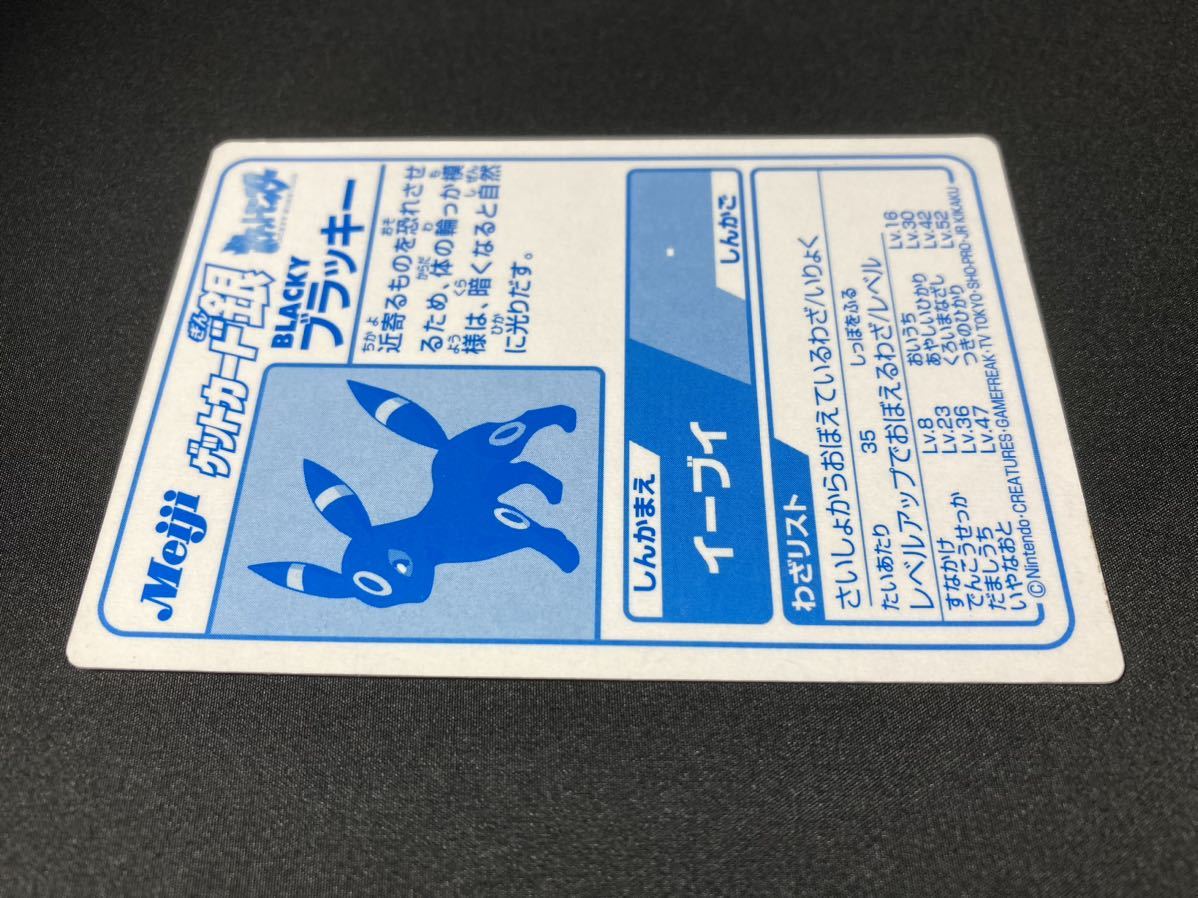 Meiji
ゲットカード銀
ぎん
BLACKY
ブラッキー
ちかよ おそ
近寄るものを恐れさせ
からだ わ も
るため、体の輪っか模
よう くら しぜん
様は、暗くなると自然
ひか
に光りだす。
しんかまえ
イーブイ
しんかご
わざリスト
さいしょからおぼえているわざ/いりょく
たいあたり 35 しっぽをふる
レベルアップでおぼえるわざ/レベル
すなかけ Lv.8 おいうち Lv.16
でんこうせっか Lv.23 あやしいひかり Lv.30
だましうち Lv.36 くろいまなざし Lv.42
いやなおと Lv.47 つきのひかり Lv.52
©Nintendo・CREATURES・GAMEFREAK・TV TOKYO・SHO-PRO・JR KIKAKU